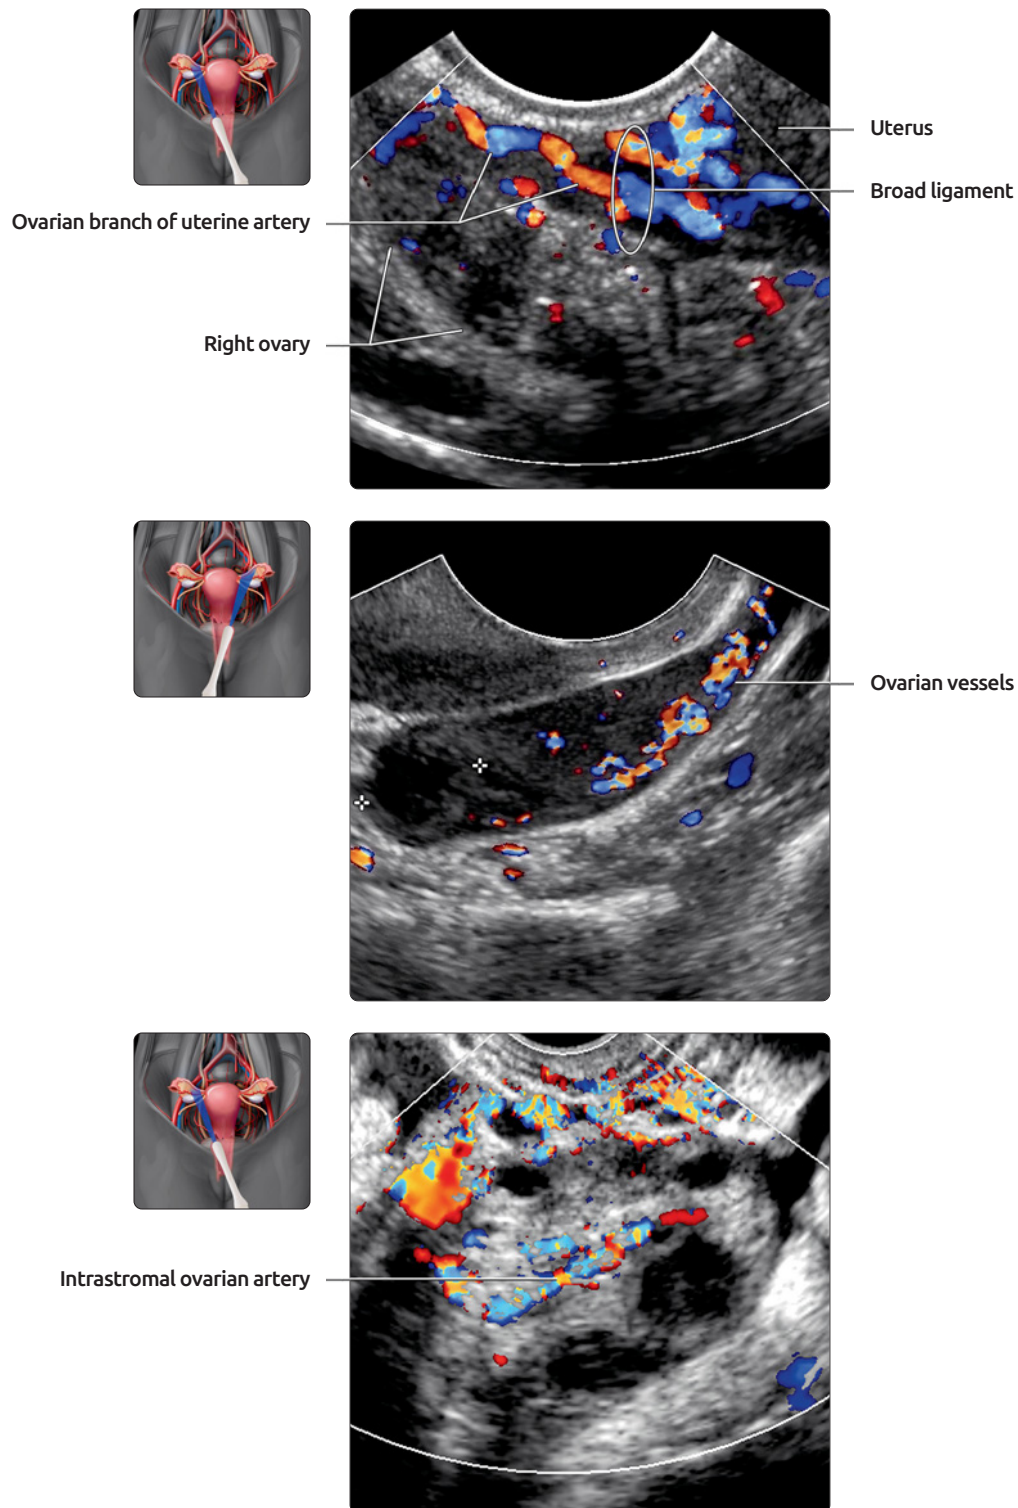 Uterus
Broad ligament
Ovarian branch of uterine artery
Right ovary
Ovarian vessels
Intrastromal ovarian artery